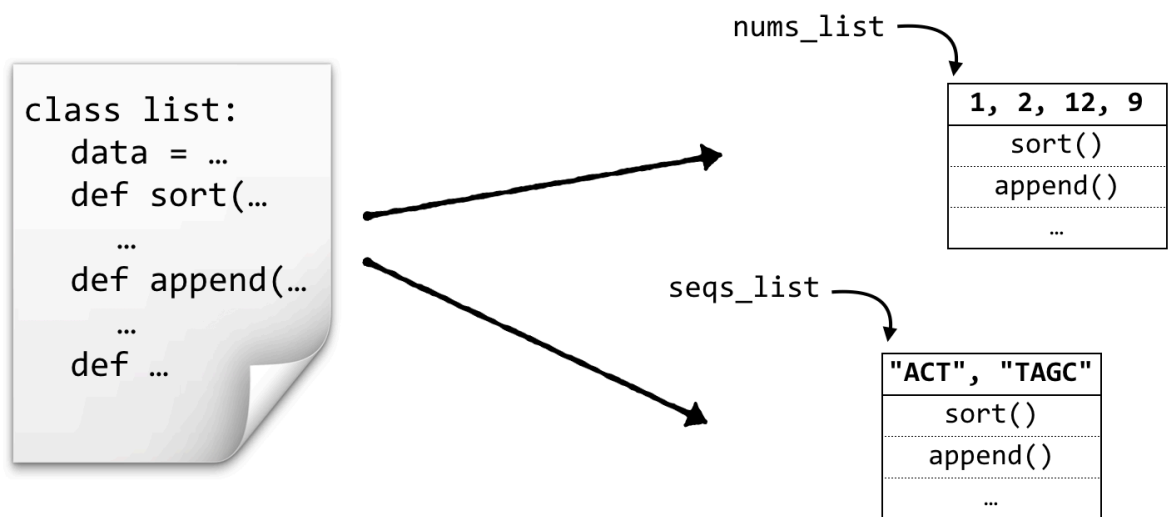 class list:
data = …
def sort(…
…
def append(…
…
def …
nums_list
1, 2, 12, 9
sort()
append()
…
seqs_list
"ACT", "TAGC"
sort()
append()
…